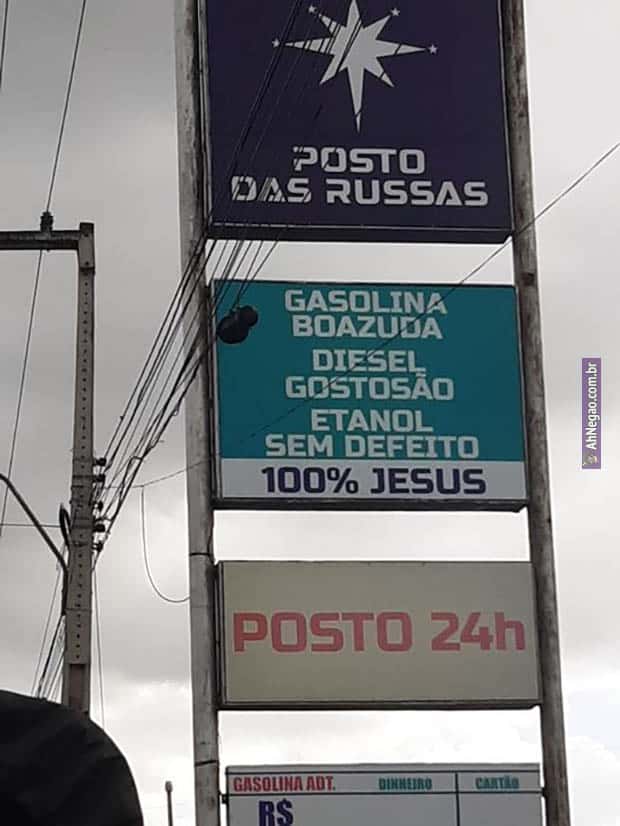 POSTO
DAS RUSSAS
GASOLINA
BOAZUDA
DIESEL
GOSTOSÃO
ETANOL
SEM DEFEITO
100% JESUS
POSTO 24h
GASOLINA ADT. DINHEIRO CARTÃO
R$
AhNegao.com.br